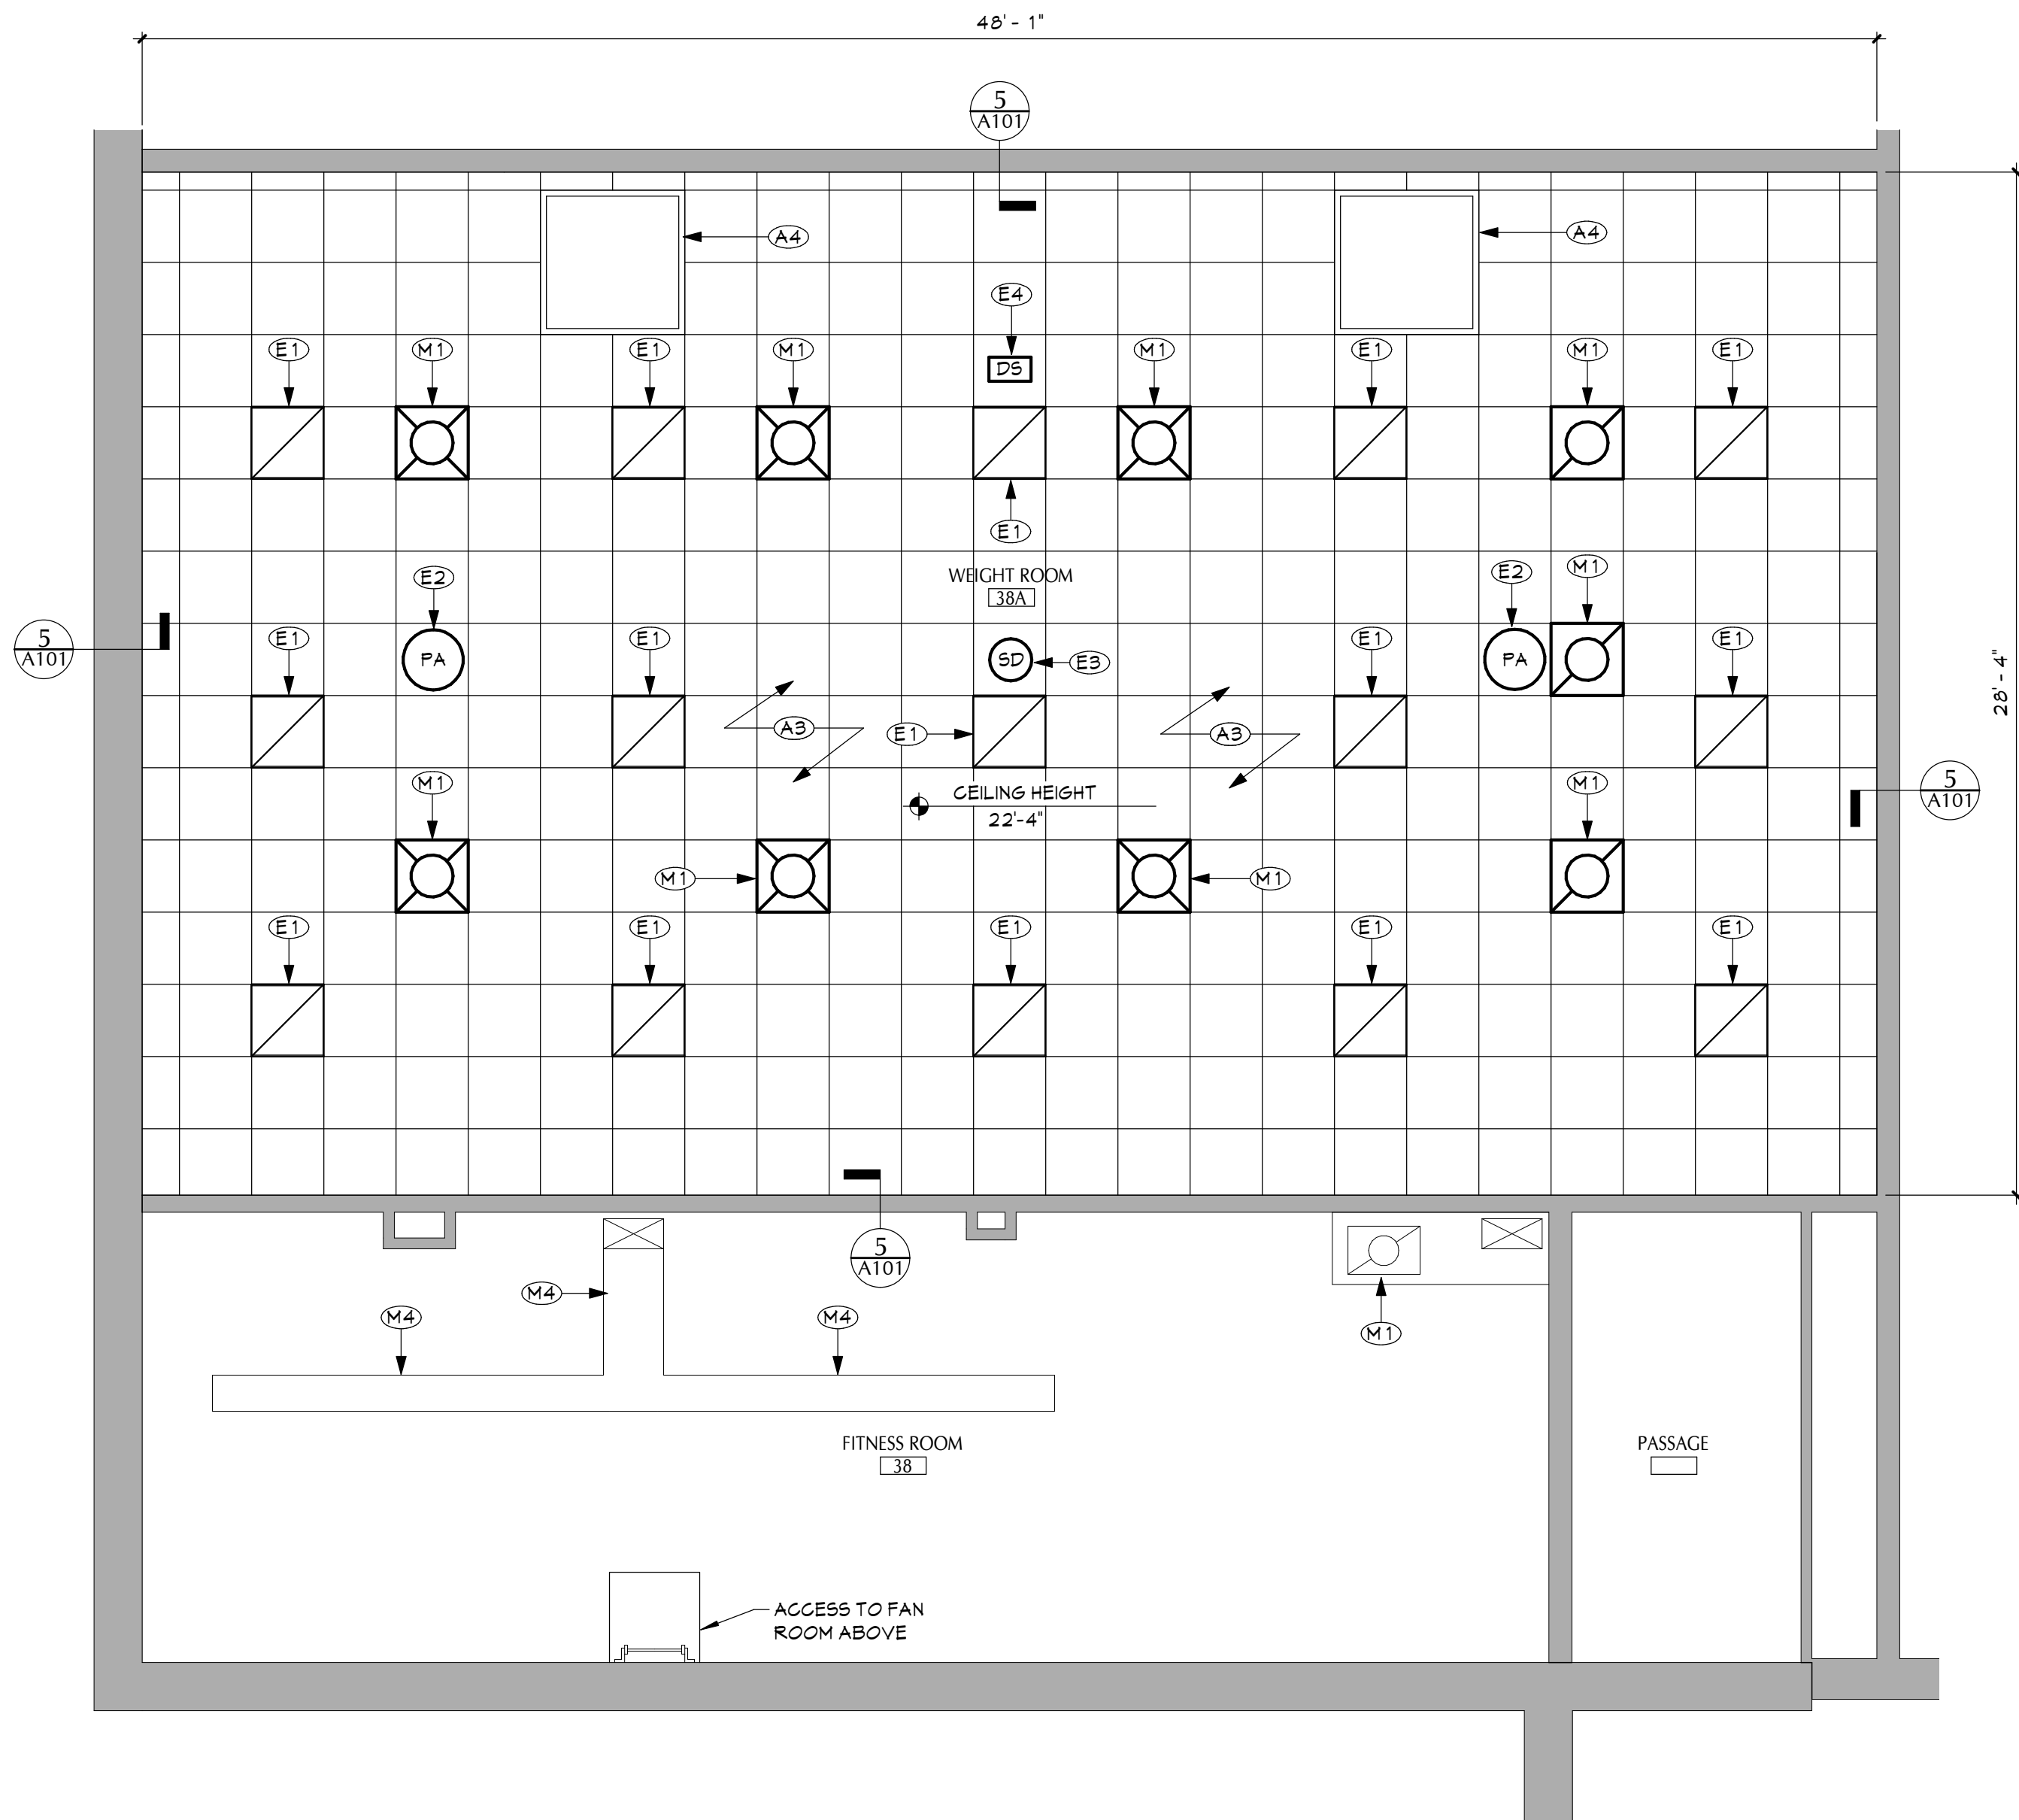 48' - 1"
5
A101
A4
A4
E4
E1
M1
E1
M1
DS
M1
E1
M1
E1
E1
WEIGHT ROOM
38A
E2
E2
M1
28' - 4"
5
A101
E1
PA
E1
SD
E3
E1
PA
E1
A3
E1
A3
M1
CEILING HEIGHT
22'-4"
M1
5
A101
M1
M1
E1
E1
E1
E1
E1
5
A101
M4
M4
M4
M1
FITNESS ROOM
38
PASSAGE
ACCESS TO FAN
ROOM ABOVE